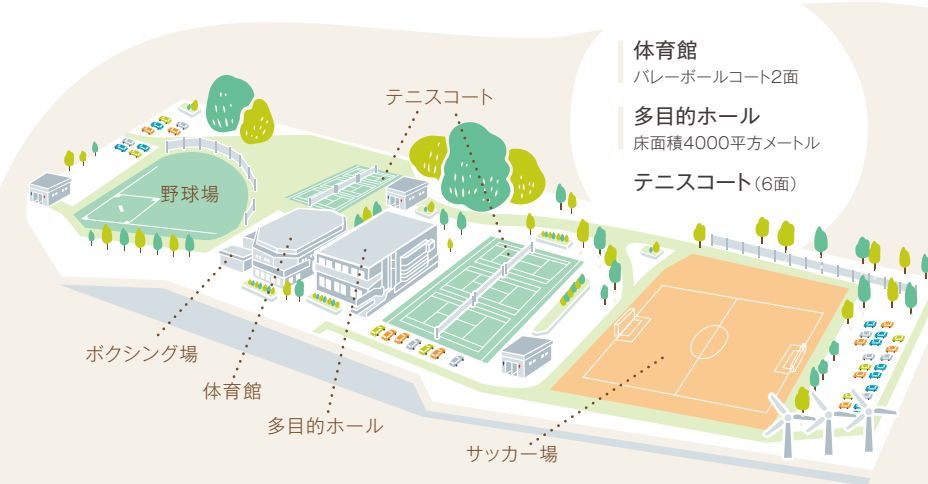 体育館
バレーボールコート2面
多目的ホール
床面積4000平方メートル
テニスコート(6面)
テニスコート
野球場
ボクシング場
体育館
多目的ホール
サッカー場